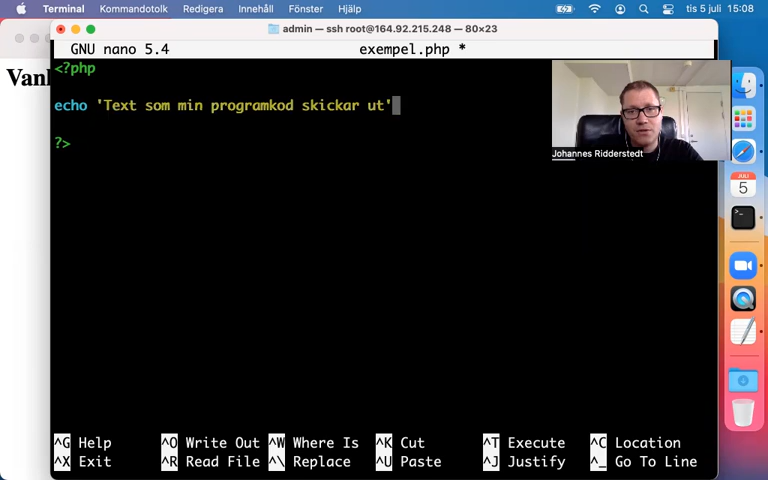 Terminal Kommandotolk Redigera Innehåll Fönster Hjälp tis 5 juli 15:08
admin — ssh root@164.92.215.248 — 80×23
GNU nano 5.4 exempel.php *
<?php
echo 'Text som min programkod skickar ut'
?>
Johannes Ridderstedt
JULI
5
^G Help ^O Write Out ^W Where Is ^K Cut ^T Execute ^C Location
^X Exit ^R Read File ^\ Replace ^U Paste ^J Justify ^_ Go To Line